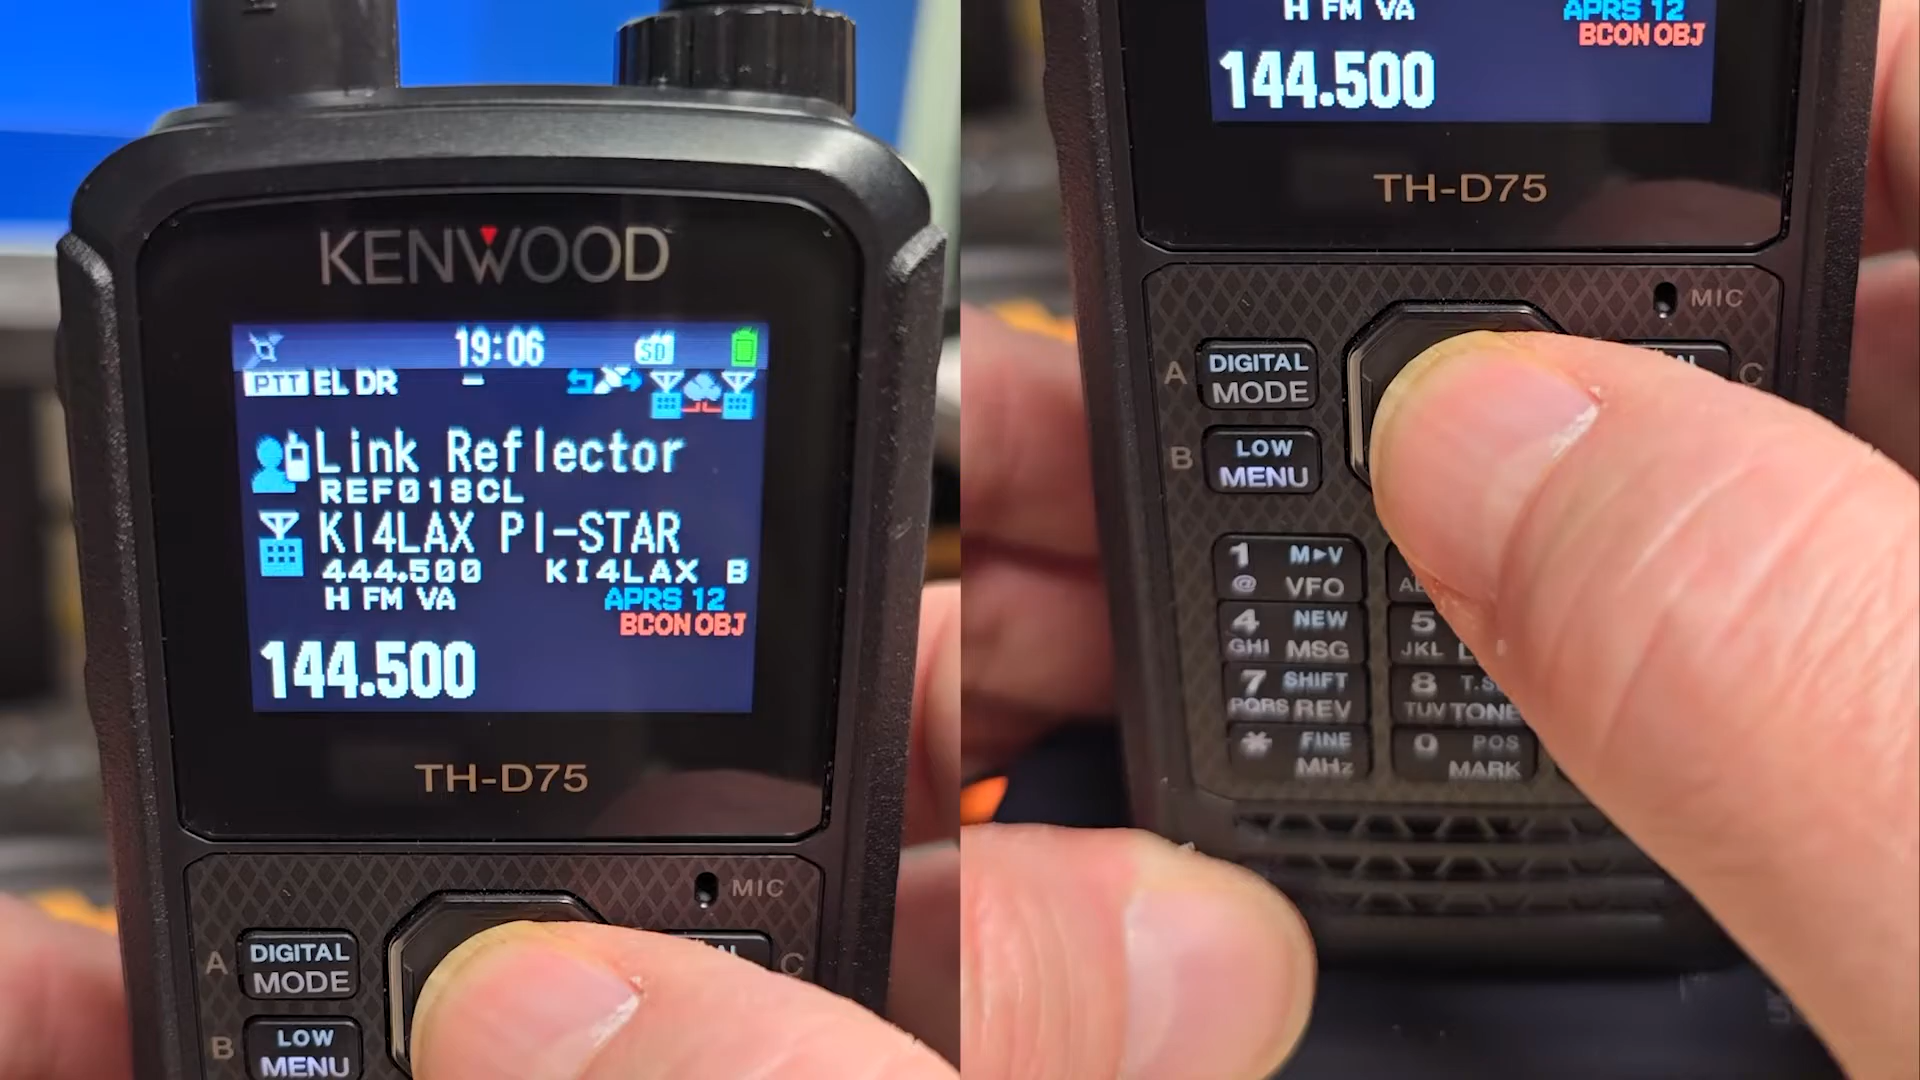 KENWOOD
19:06
SD
PTT EL DR
Link Reflector
REF018CL
KI4LAX PI-STAR
444.500 KI4LAX B
H FM VA APRS 12
BCON OBJ
144.500
TH-D75
MIC
A DIGITAL MODE C
B LOW MENU
H FM VA APRS 12
BCON OBJ
144.500
TH-D75
MIC
A DIGITAL MODE C
B LOW MENU
1 M►V
@ VFO
4 NEW 5
GHI MSG JKL
7 SHIFT 8
PQRS REV TUV TONE
* FINE 0 POS
MHz MARK